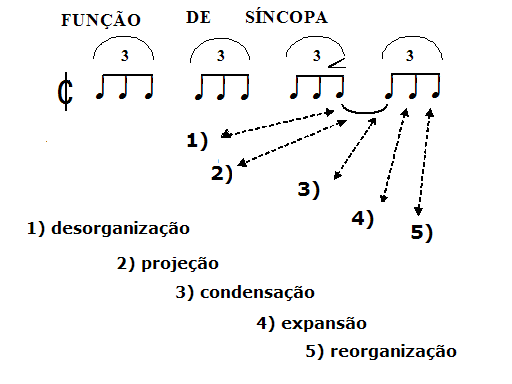 FUNÇÃO DE SÍNCOPA
3 3 3 3
1)
2)
3)
4)
5)
1) desorganização
2) projeção
3) condensação
4) expansão
5) reorganização